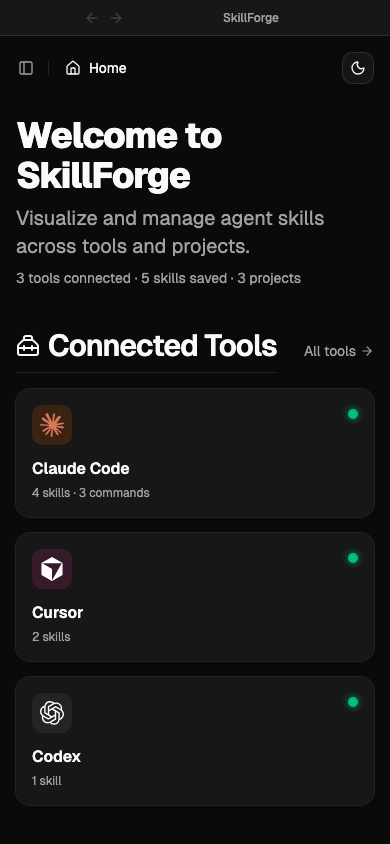 SkillForge
Home
Welcome to
SkillForge
Visualize and manage agent skills
across tools and projects.
3 tools connected · 5 skills saved · 3 projects
Connected Tools
All tools →
Claude Code
4 skills · 3 commands
Cursor
2 skills
Codex
1 skill